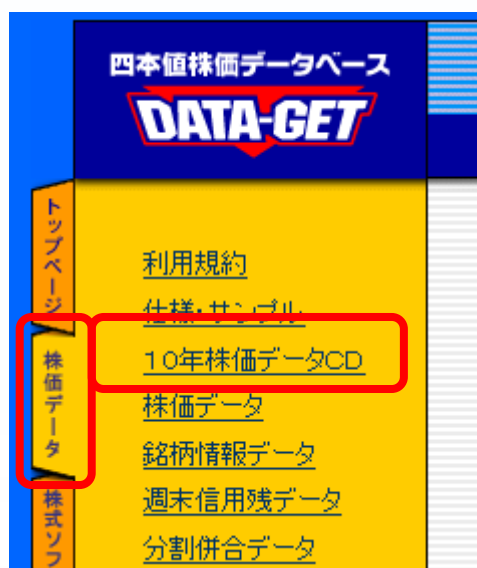 四本値株価データベース
DATA-GET
トップページ
株価データ
株式ソフ
利用規約
仕様・サンプル
10年株価データCD
株価データ
銘柄情報データ
週末信用残データ
分割併合データ